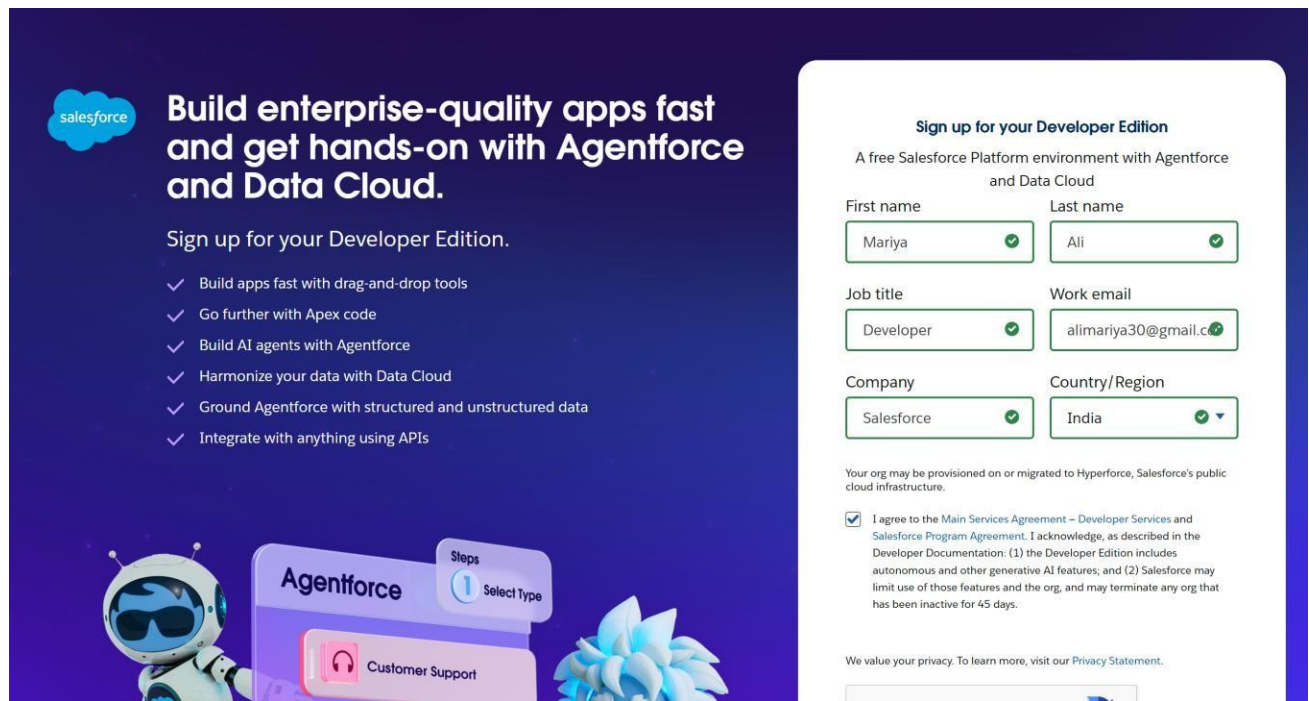 salesforce
Build enterprise-quality apps fast
and get hands-on with Agentforce
and Data Cloud.
Sign up for your Developer Edition.
Build apps fast with drag-and-drop tools
Go further with Apex code
Build AI agents with Agentforce
Harmonize your data with Data Cloud
Ground Agentforce with structured and unstructured data
Integrate with anything using APIs
Agentforce
Steps
1 Select Type
Customer Support
Sign up for your Developer Edition
A free Salesforce Platform environment with Agentforce
and Data Cloud
First name Last name
Mariya Ali
Job title Work email
Developer alimariya30@gmail.c
Company Country/Region
Salesforce India
Your org may be provisioned on or migrated to Hyperforce, Salesforce's public
cloud infrastructure.
I agree to the Main Services Agreement – Developer Services and
Salesforce Program Agreement. I acknowledge, as described in the
Developer Documentation: (1) the Developer Edition includes
autonomous and other generative AI features; and (2) Salesforce may
limit use of those features and the org, and may terminate any org that
has been inactive for 45 days.
We value your privacy. To learn more, visit our Privacy Statement.